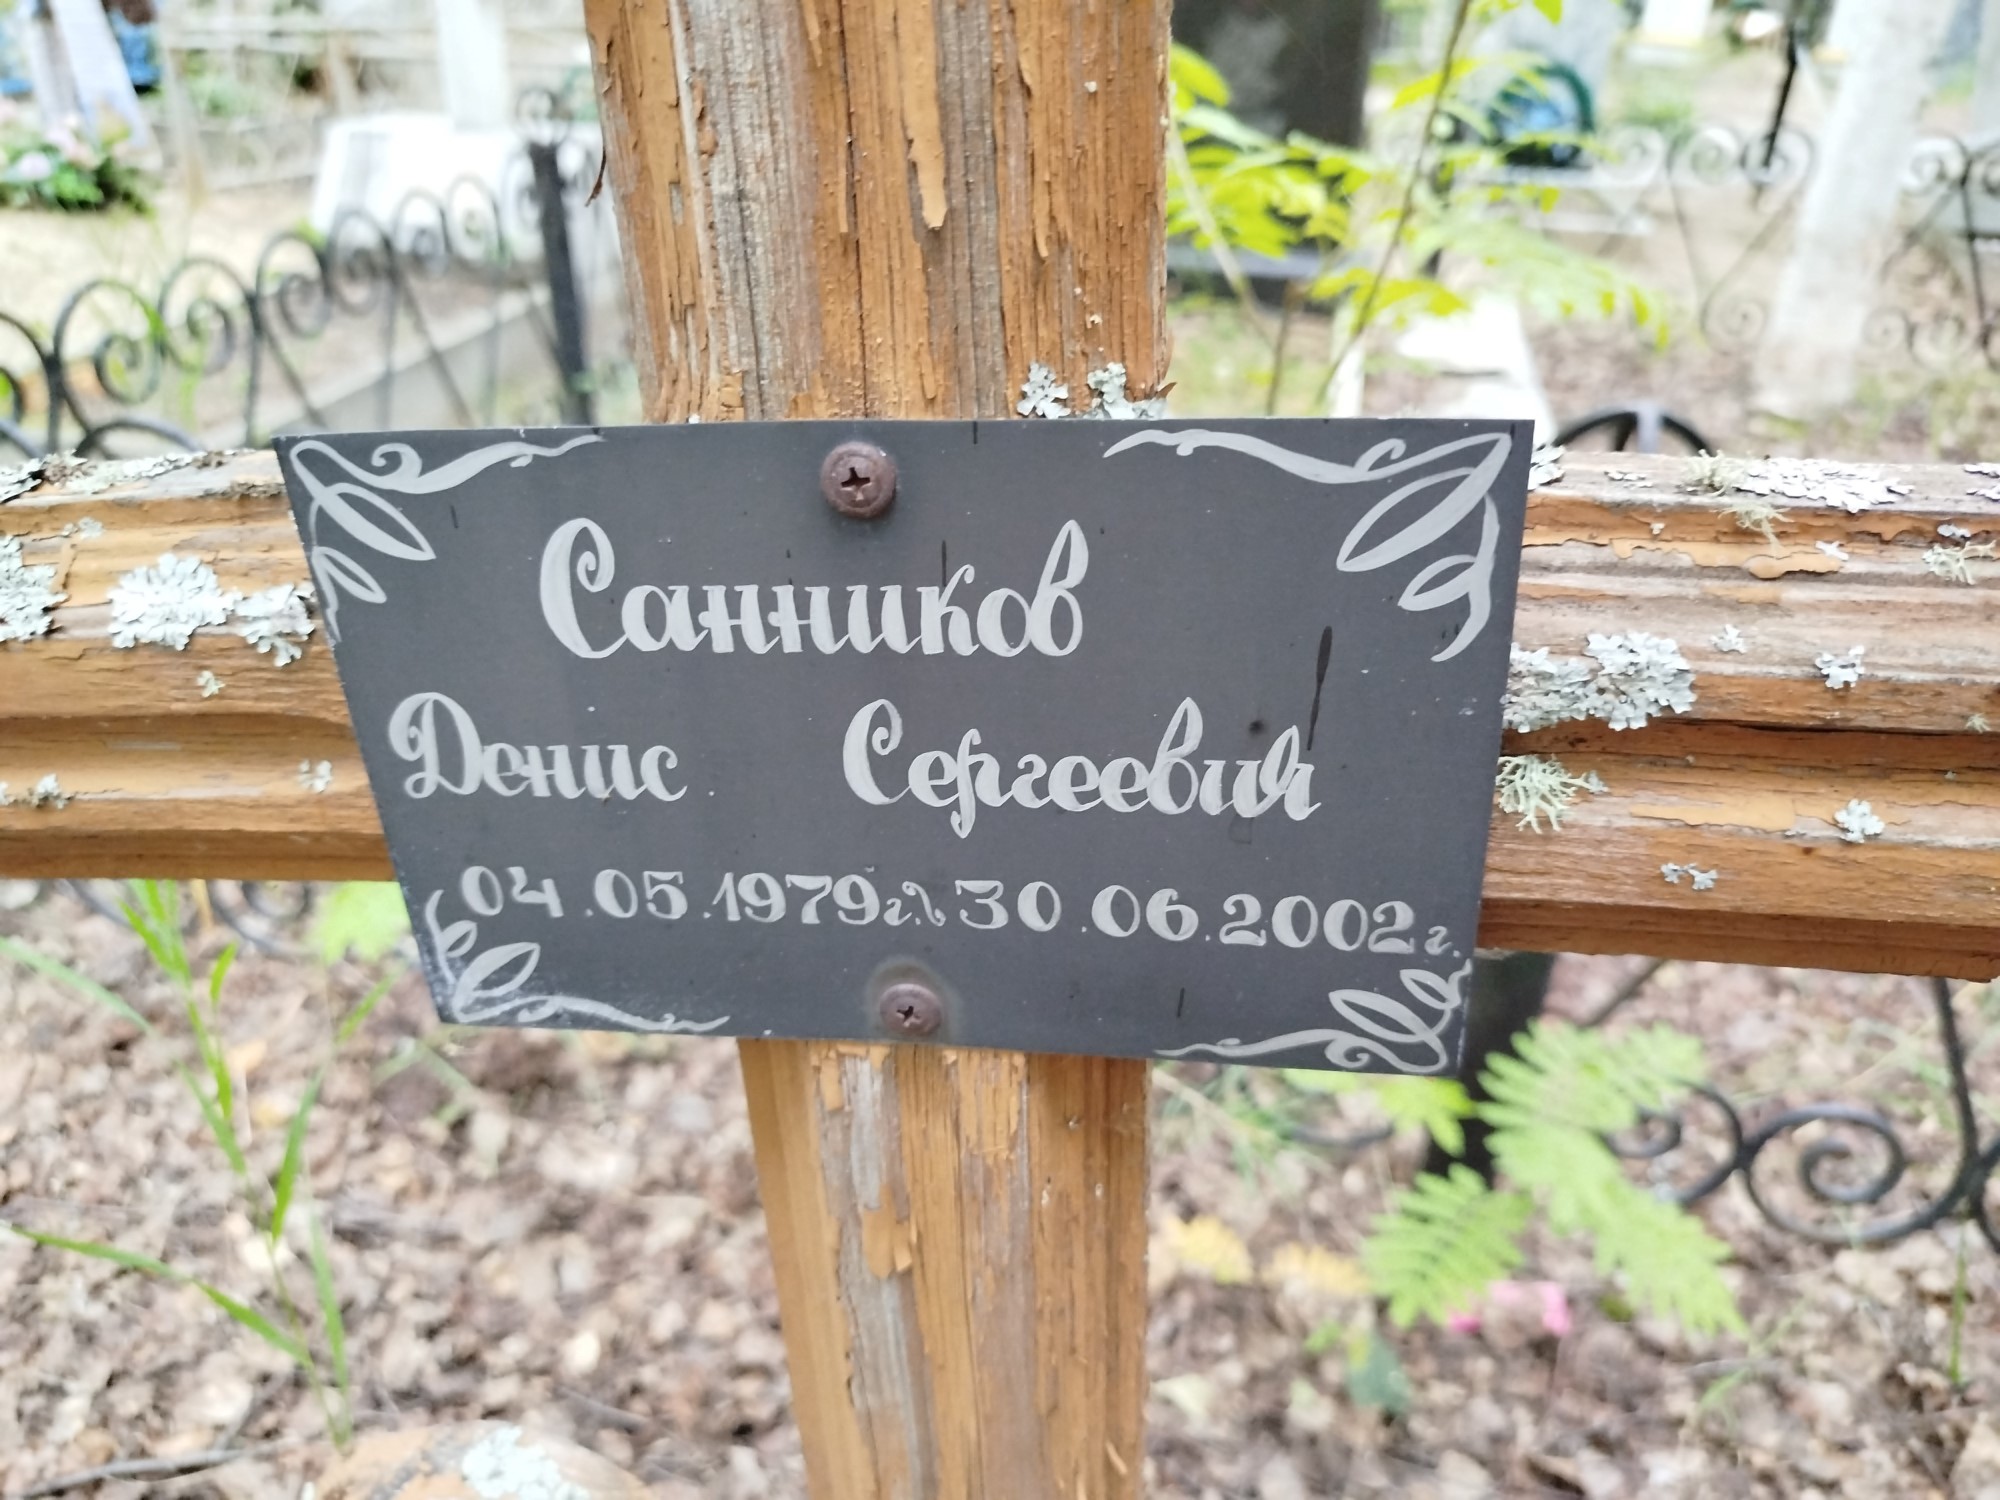 Санников
Денис Сергеевич
04.05.1979г. 30.06.2002г.